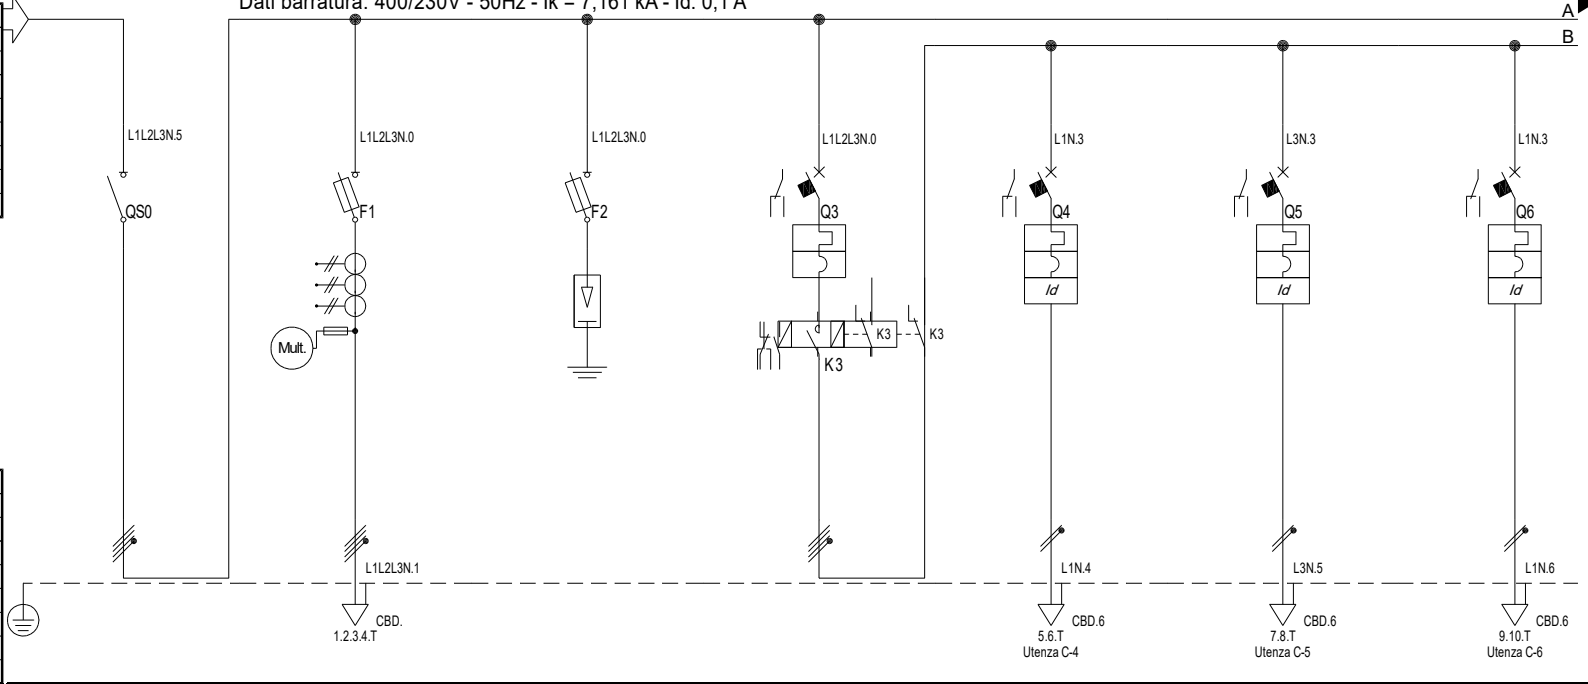 Dati barratura: 400/230V - 50Hz - Ik = 7,161 kA - Id: 0,1 A
A
B
L1L2L3N.5
L1L2L3N.0
L1L2L3N.0
L1L2L3N.0
L1N.3
L3N.3
L1N.3
QS0
F1
F2
Q3
Q4
Q5
Q6
Id
Id
Id
Mult.
K3
K3
K3
L1L2L3N.1
L1N.4
L3N.5
L1N.6
CBD.
CBD.6
CBD.6
CBD.6
1.2.3.4.T
5.6.T
7.8.T
9.10.T
Utenza C-4
Utenza C-5
Utenza C-6